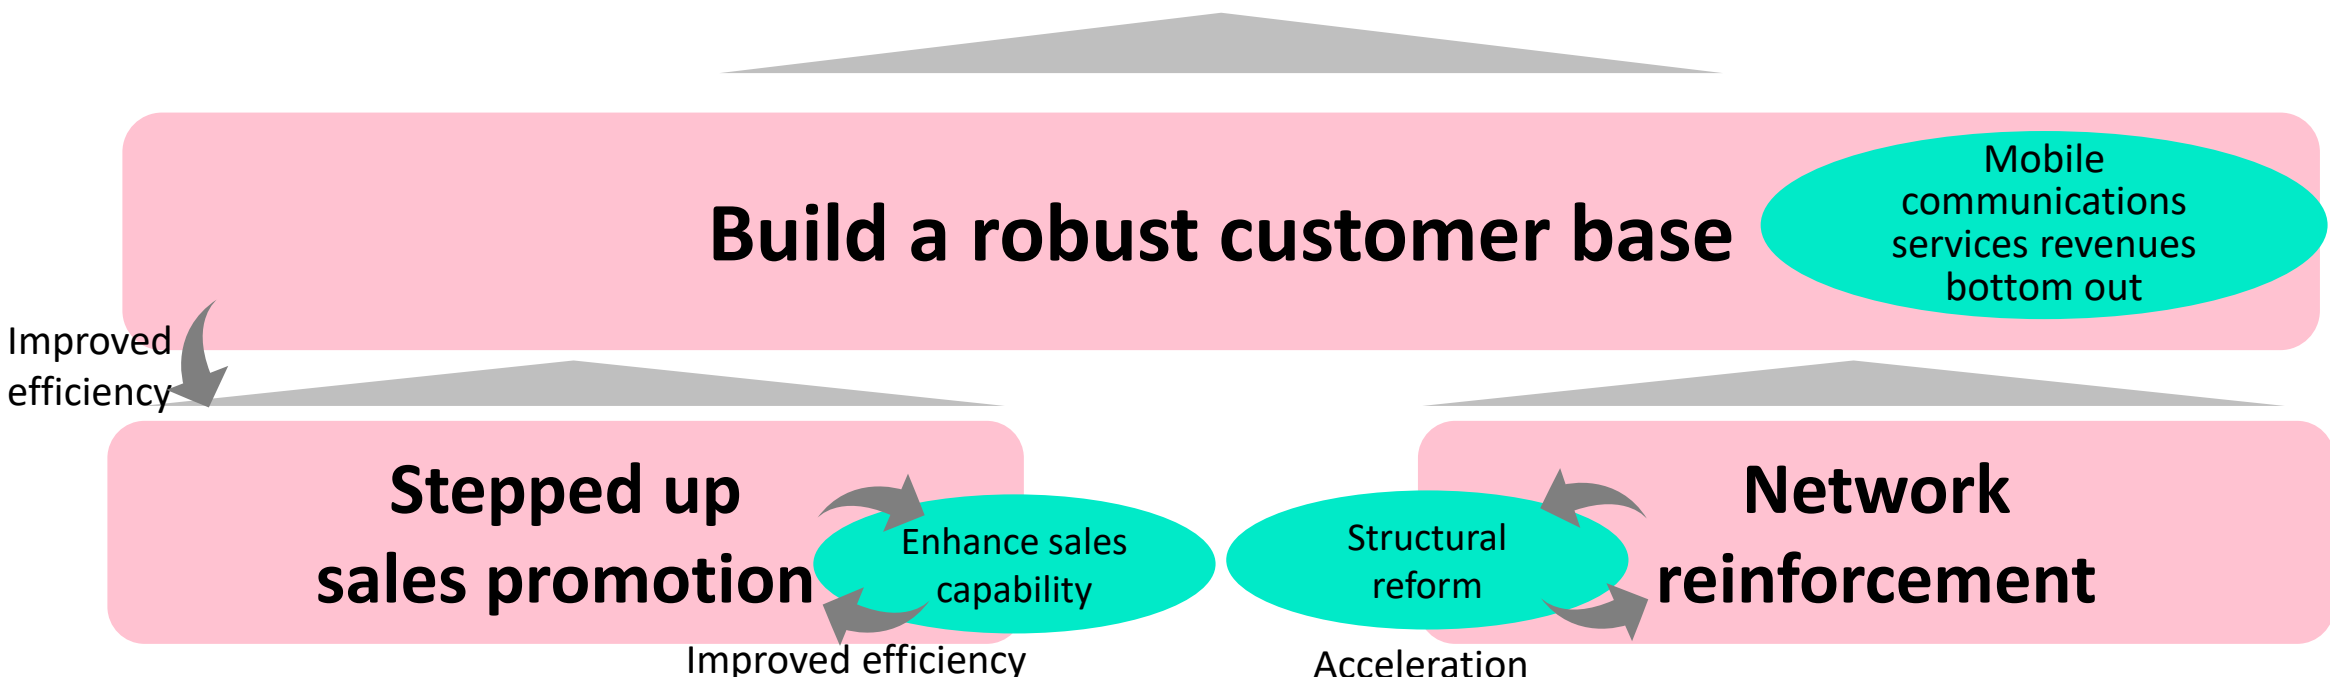 Build a robust customer base
Mobile
communications
services revenues
bottom out
Improved
efficiency
Stepped up
sales promotion
Enhance sales
capability
Improved efficiency
Structural
reform
Acceleration
Network
reinforcement